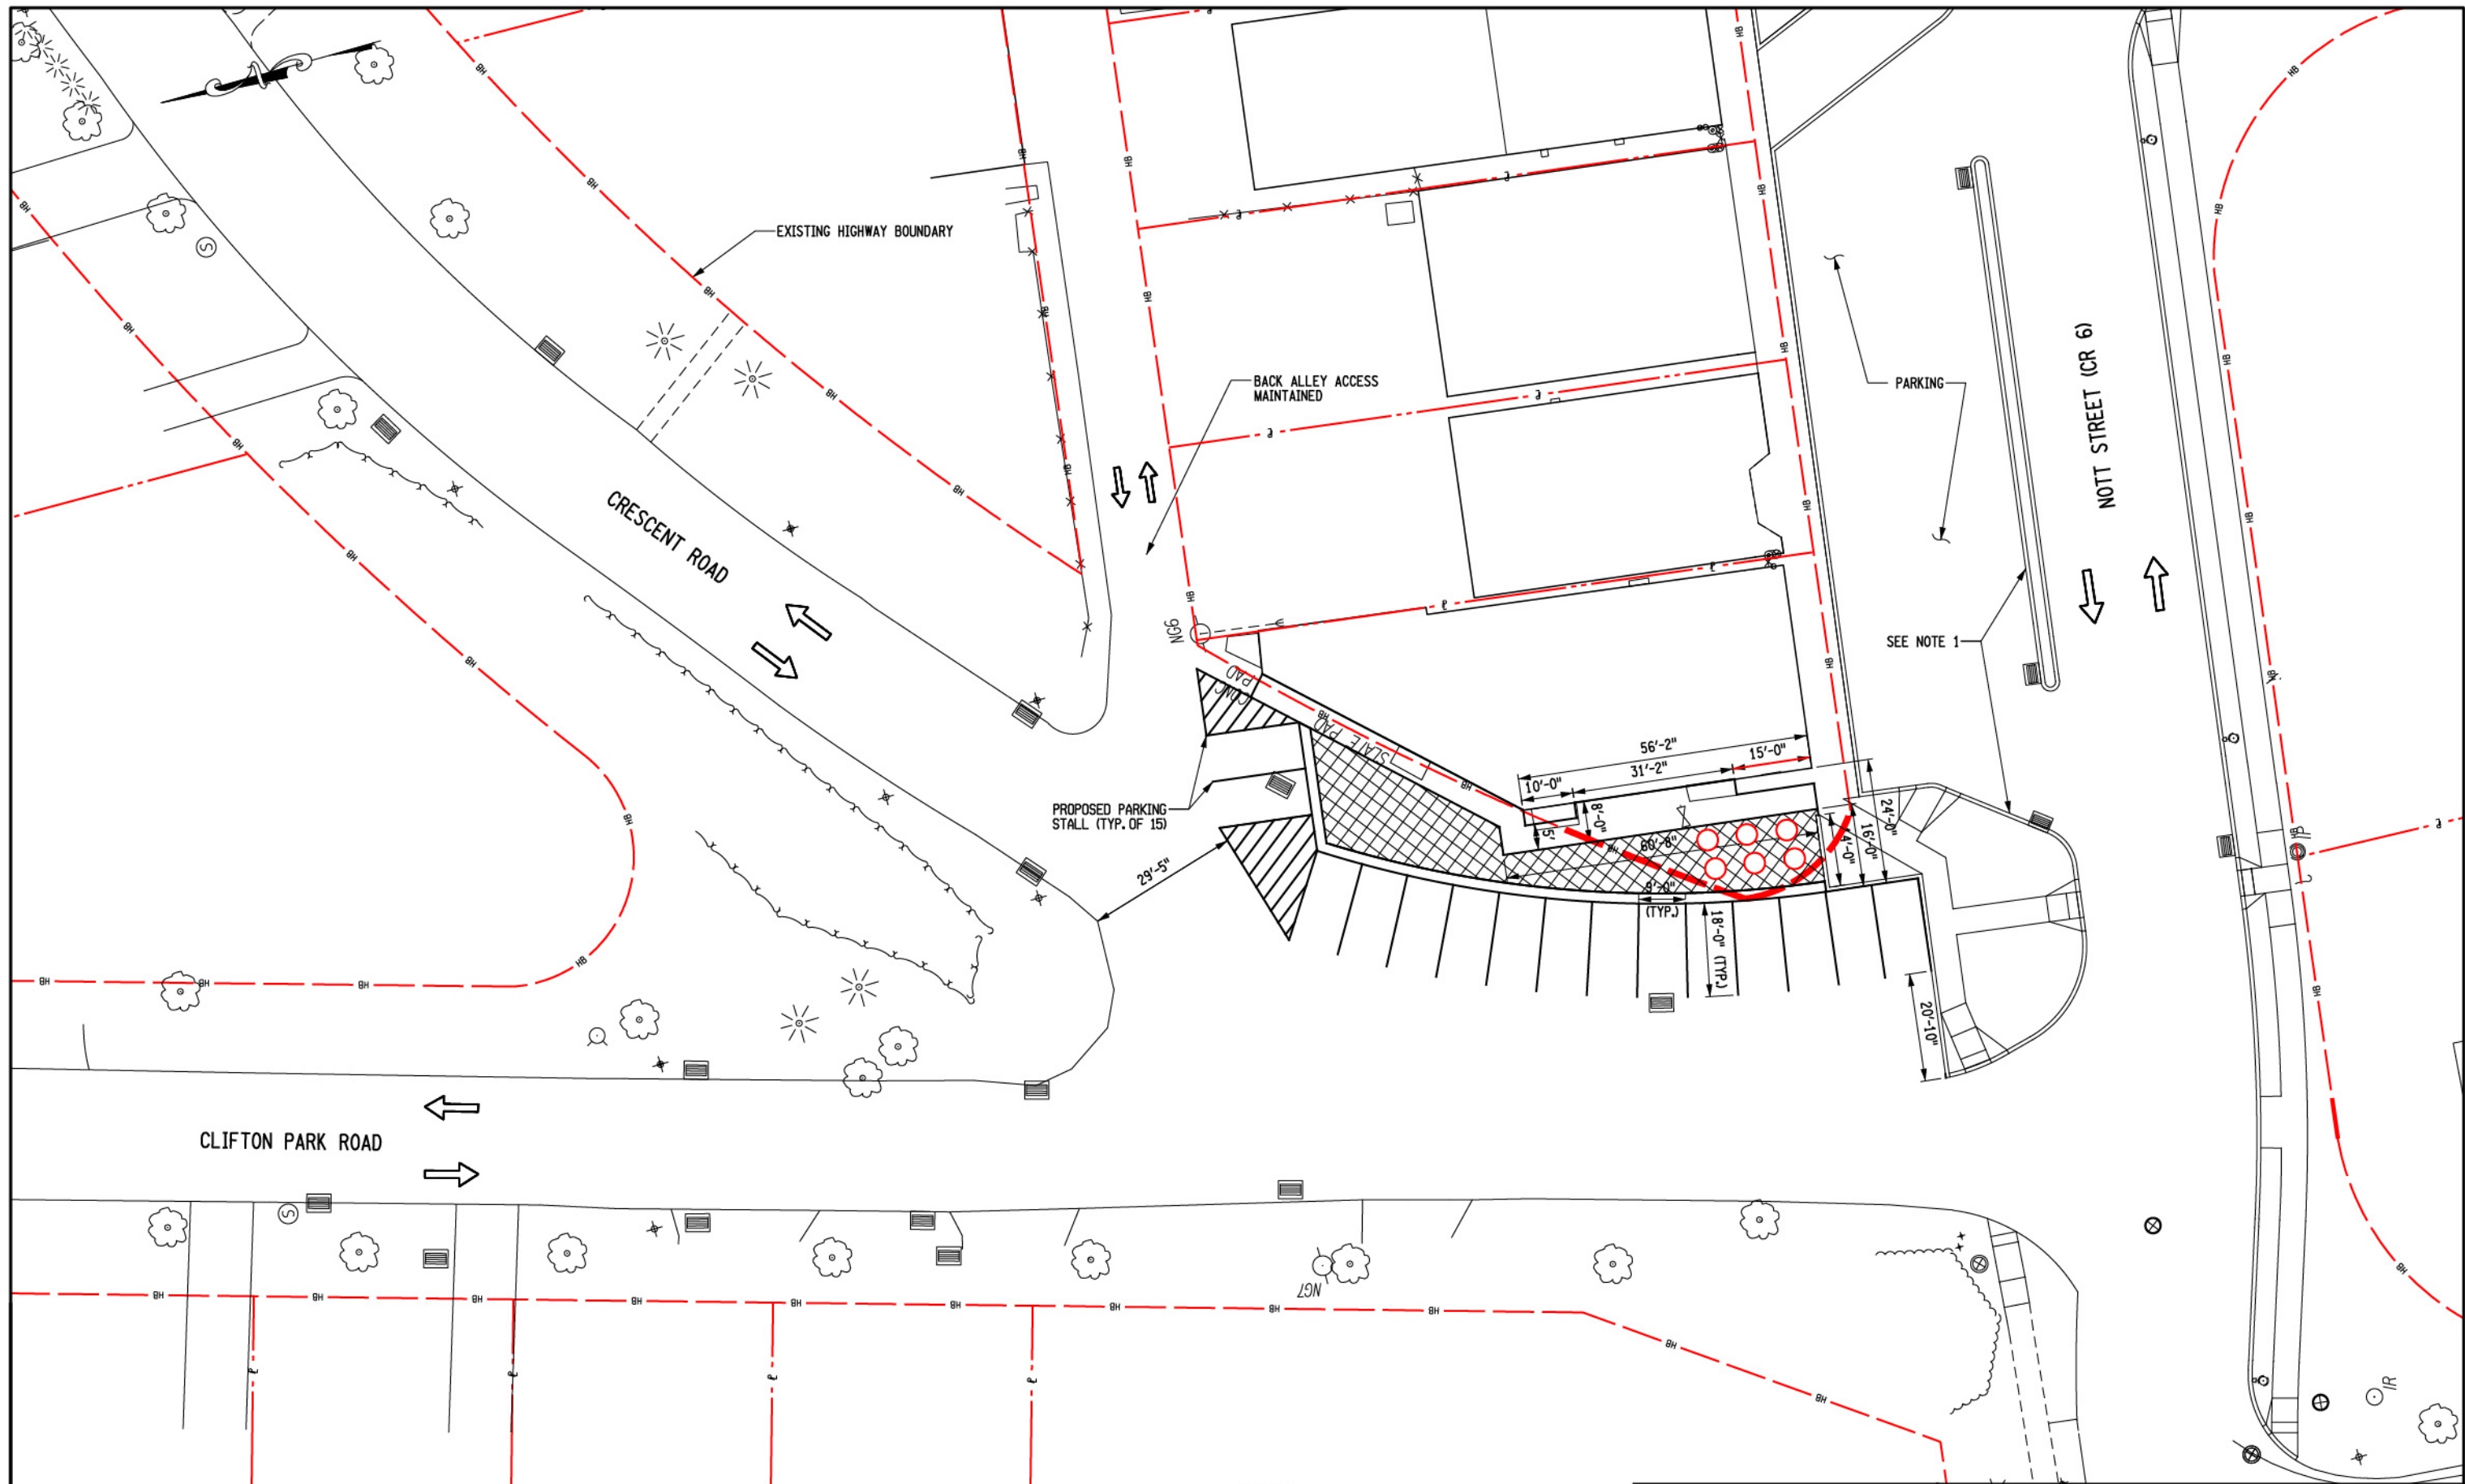 EXISTING HIGHWAY BOUNDARY
BACK ALLEY ACCESS
MAINTAINED
PARKING
NOTT STREET (CR 6)
CRESCENT ROAD
SEE NOTE 1
NG6
CONC
PAD
SLATE PAD
56'-2"
15'-0"
31'-2"
10'-0"
8'-0"
5'
24'-0"
16'-0"
4'-0"
60'-8"
PROPOSED PARKING
STALL (TYP. OF 15)
29'-5"
9'-0"
(TYP.)
18'-0" (TYP.)
20'-10"
CLIFTON PARK ROAD
NG7
IR
HB
S